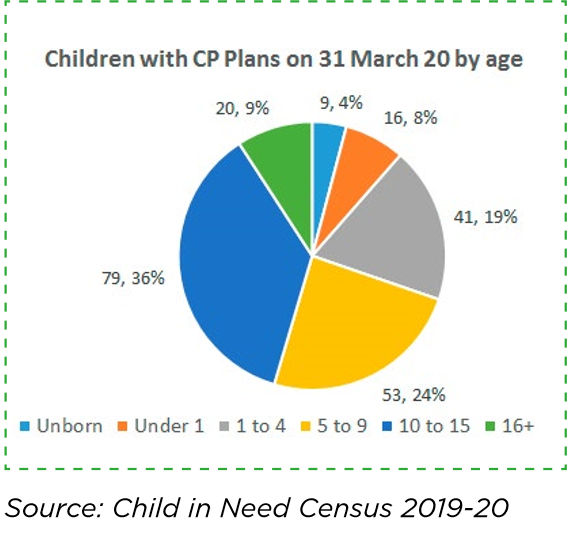 Children with CP Plans on 31 March 20 by age
20, 9%
9, 4%
16, 8%
41, 19%
79, 36%
53, 24%
Unborn Under 1 1 to 4 5 to 9 10 to 15 16+
Source: Child in Need Census 2019-20